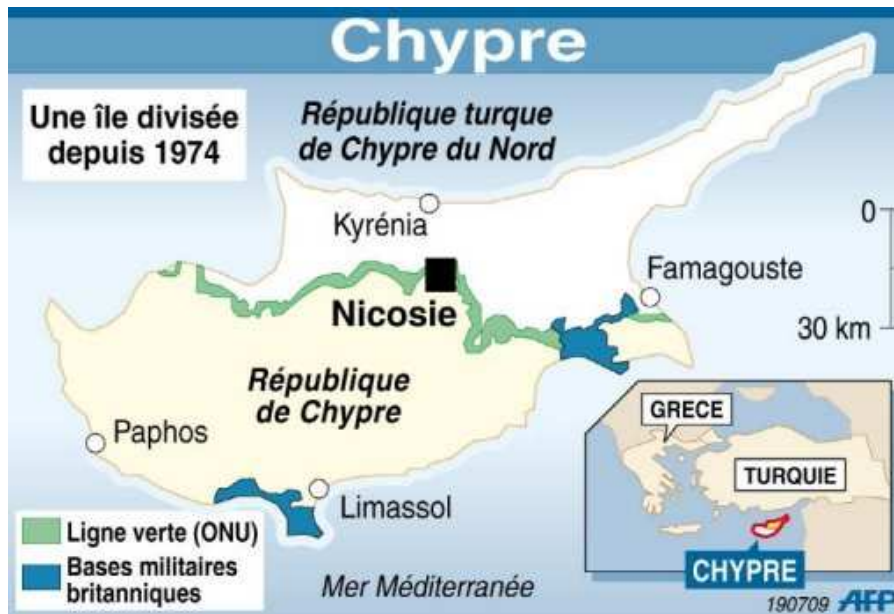 Chypre
Une île divisée
depuis 1974
République turque
de Chypre du Nord
Kyrénia
0
Famagouste
Nicosie
30 km
République
de Chypre
GRECE
Paphos
TURQUIE
Limassol
Ligne verte (ONU)
Bases militaires
britanniques
CHYPRE
Mer Méditerranée
190709 AFP